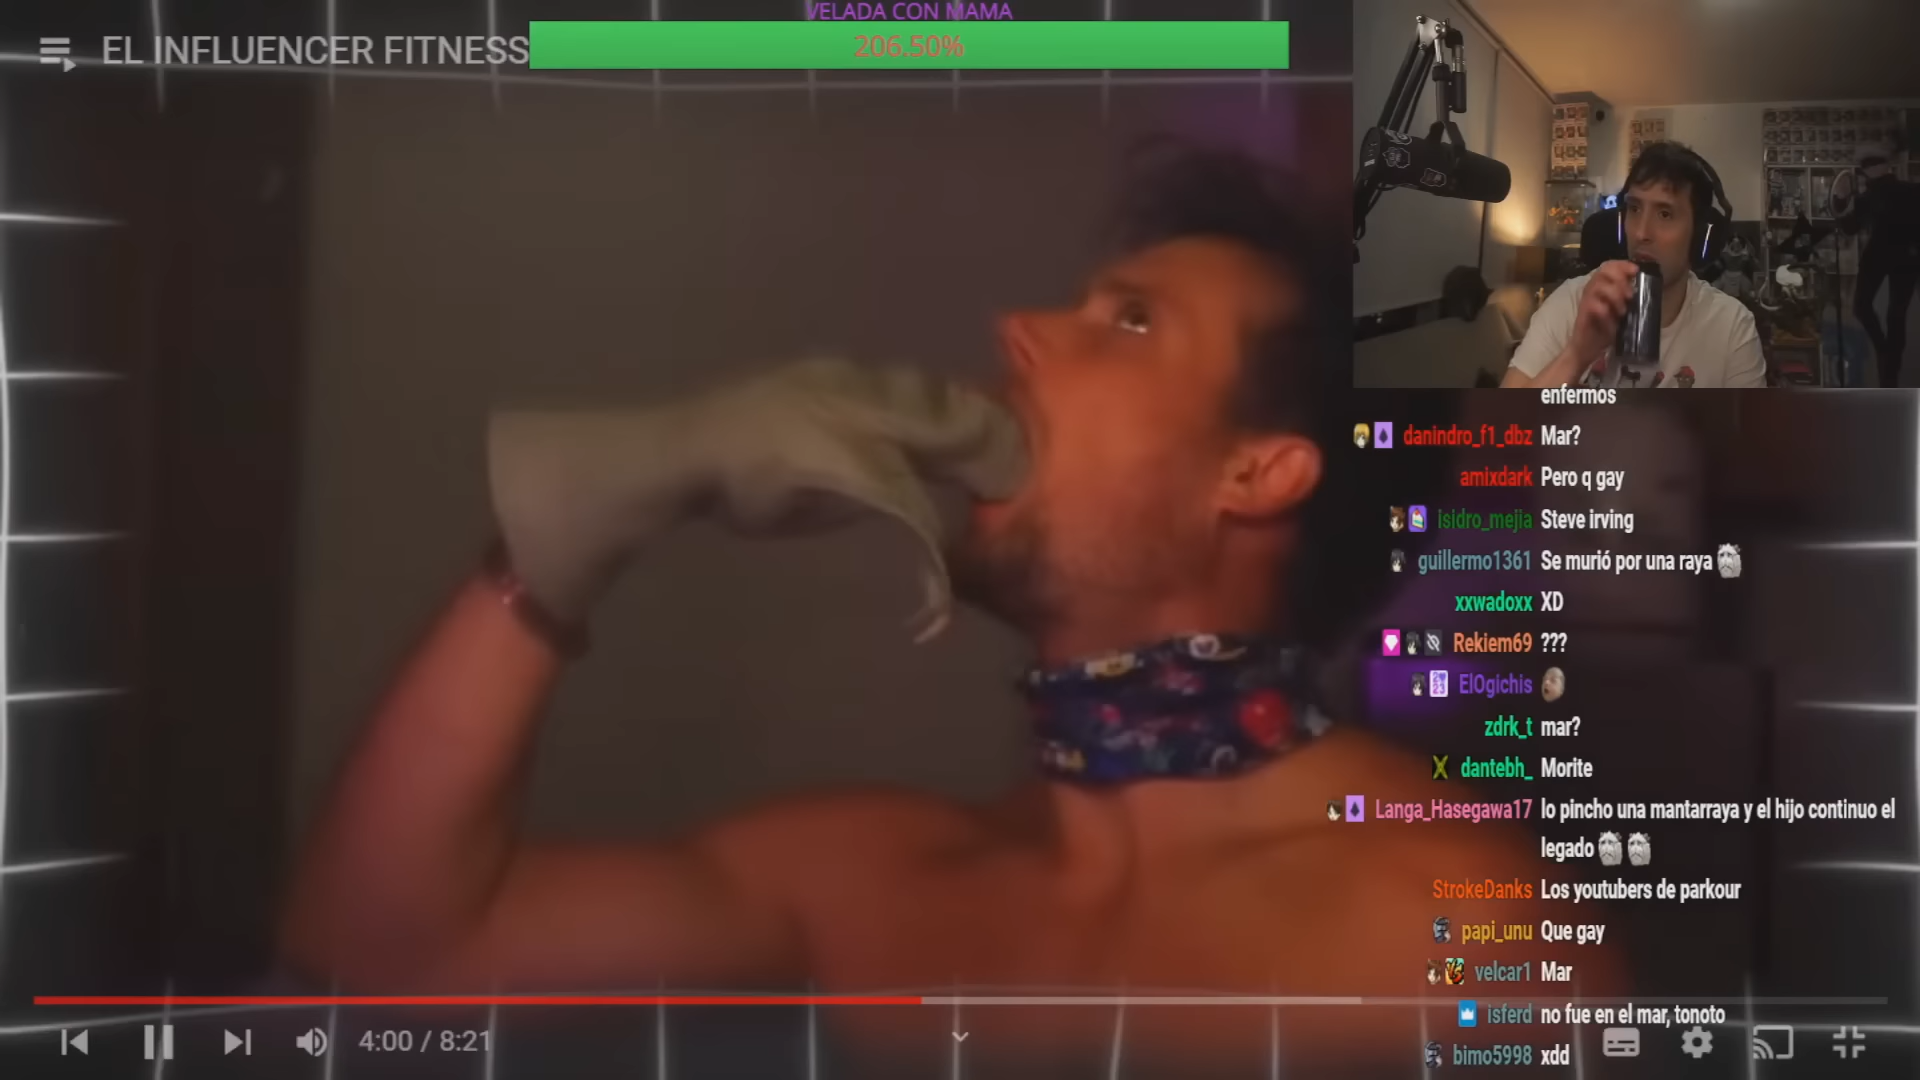 VELADA CON MAMA
EL INFLUENCER FITNESS
206.50%
enfermos
danindro_f1_dbz Mar?
amixdark Pero q gay
isidro_mejia Steve irving
guillermo1361 Se murió por una raya
xxwadoxx XD
Rekiem69 ???
ElOgichis
zdrk_t mar?
dantebh_ Morite
Langa_Hasegawa17 lo pincho una mantarraya y el hijo continuo el
legado
StrokeDanks Los youtubers de parkour
papi_unu Que gay
velcar1 Mar
isferd no fue en el mar, tonoto
bimo5998 xdd
4:00 / 8:21